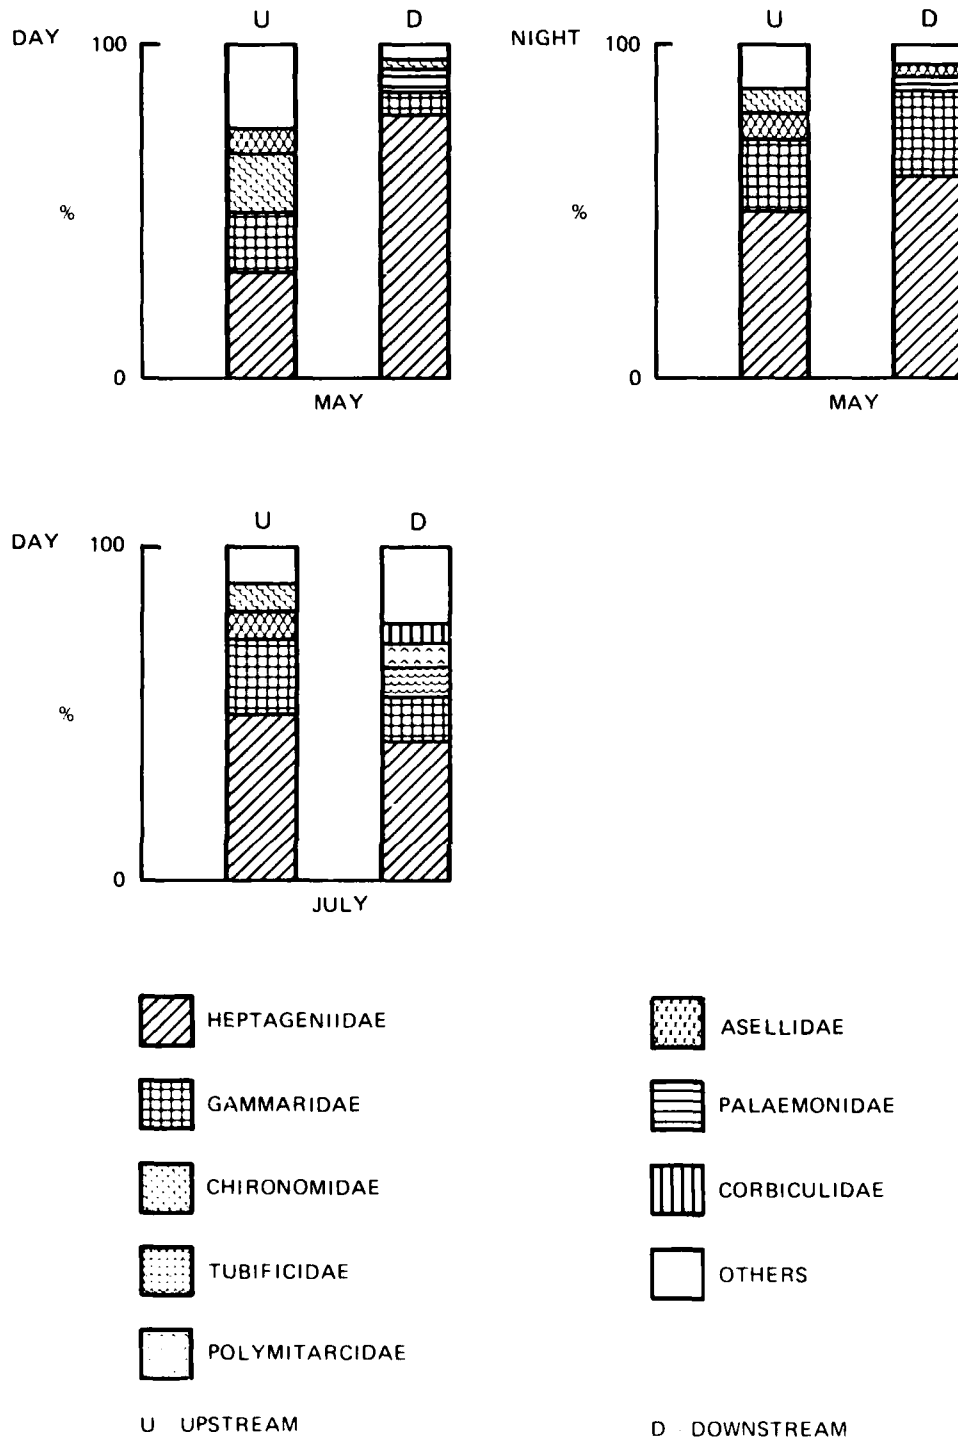 U D
DAY 100
%
0
MAY
U D
NIGHT 100
%
0
MAY
U D
DAY 100
%
0
JULY
HEPTAGENIIDAE
GAMMARIDAE
CHIRONOMIDAE
TUBIFICIDAE
POLYMITARCIDAE
U UPSTREAM
ASELLIDAE
PALAEMONIDAE
CORBICULIDAE
OTHERS
D - DOWNSTREAM